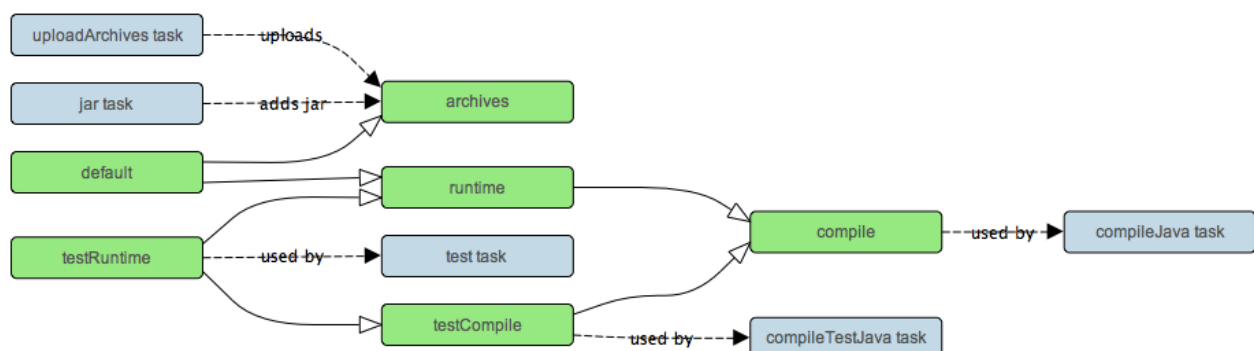 uploadArchives task
uploads
jar task
adds jar
archives
default
runtime
testRuntime
used by
test task
compile
used by
compileJava task
testCompile
used by
compileTestJava task